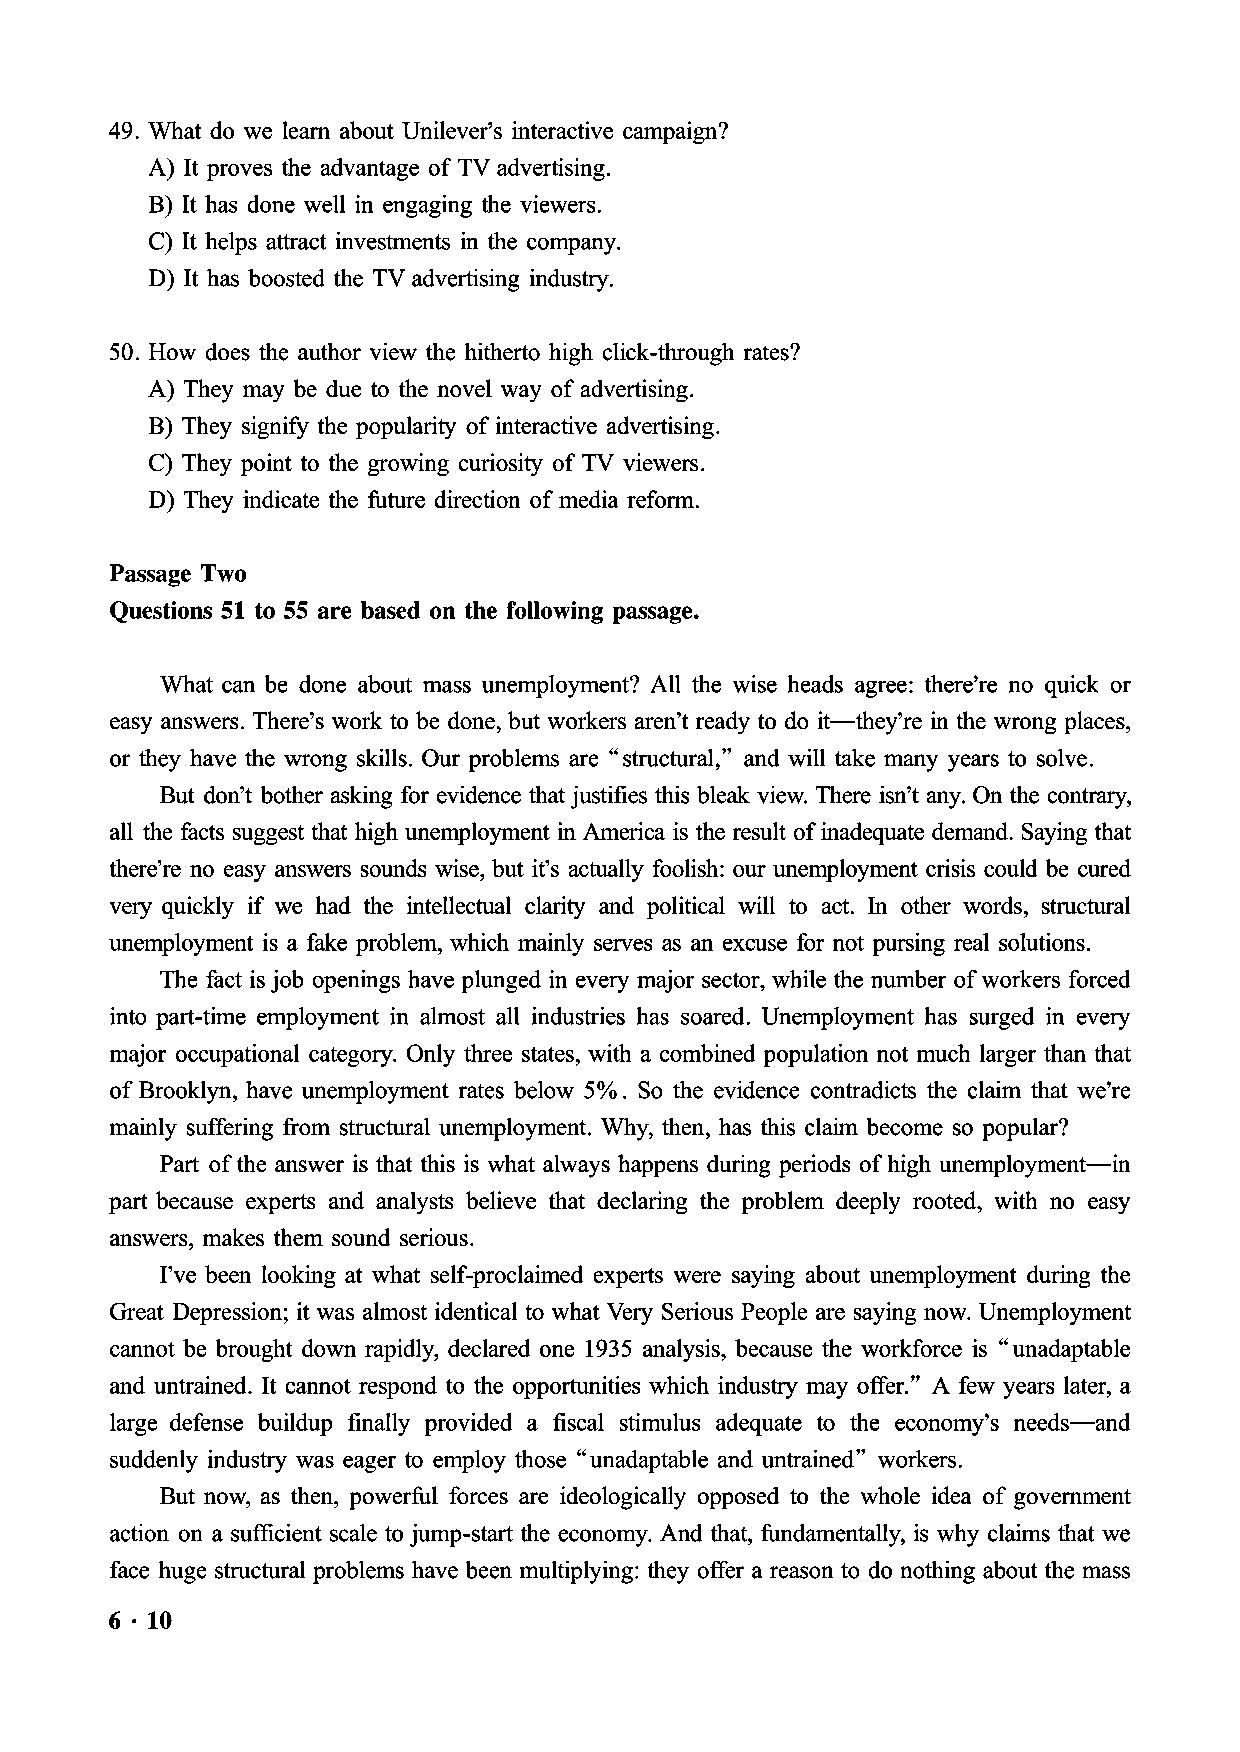 49. What do we learn about Unilever's interactive campaign?
A) It proves the advantage of TV advertising.
B) It has done well in engaging the viewers.
C) It helps attract investments in the company.
D) It has boosted the TV advertising industry.
50. How does the author view the hitherto high click-through rates?
A) They may be due to the novel way of advertising.
B) They signify the popularity of interactive advertising.
C) They point to the growing curiosity of TV viewers.
D) They indicate the future direction of media reform.
Passage Two
Questions 51 to 55 are based on the following passage.
What can be done about mass unemployment? All the wise heads agree: there're no quick or
easy answers. There's work to be done, but workers aren't ready to do it—they're in the wrong places,
or they have the wrong skills. Our problems are “structural,” and will take many years to solve.
But don't bother asking for evidence that justifies this bleak view. There isn't any. On the contrary,
all the facts suggest that high unemployment in America is the result of inadequate demand. Saying that
there're no easy answers sounds wise, but it's actually foolish: our unemployment crisis could be cured
very quickly if we had the intellectual clarity and political will to act. In other words, structural
unemployment is a fake problem, which mainly serves as an excuse for not pursing real solutions.
The fact is job openings have plunged in every major sector, while the number of workers forced
into part-time employment in almost all industries has soared. Unemployment has surged in every
major occupational category. Only three states, with a combined population not much larger than that
of Brooklyn, have unemployment rates below 5%. So the evidence contradicts the claim that we're
mainly suffering from structural unemployment. Why, then, has this claim become so popular?
Part of the answer is that this is what always happens during periods of high unemployment—in
part because experts and analysts believe that declaring the problem deeply rooted, with no easy
answers, makes them sound serious.
I've been looking at what self-proclaimed experts were saying about unemployment during the
Great Depression; it was almost identical to what Very Serious People are saying now. Unemployment
cannot be brought down rapidly, declared one 1935 analysis, because the workforce is “unadaptable
and untrained. It cannot respond to the opportunities which industry may offer.” A few years later, a
large defense buildup finally provided a fiscal stimulus adequate to the economy's needs—and
suddenly industry was eager to employ those “unadaptable and untrained” workers.
But now, as then, powerful forces are ideologically opposed to the whole idea of government
action on a sufficient scale to jump-start the economy. And that, fundamentally, is why claims that we
face huge structural problems have been multiplying: they offer a reason to do nothing about the mass
6 · 10